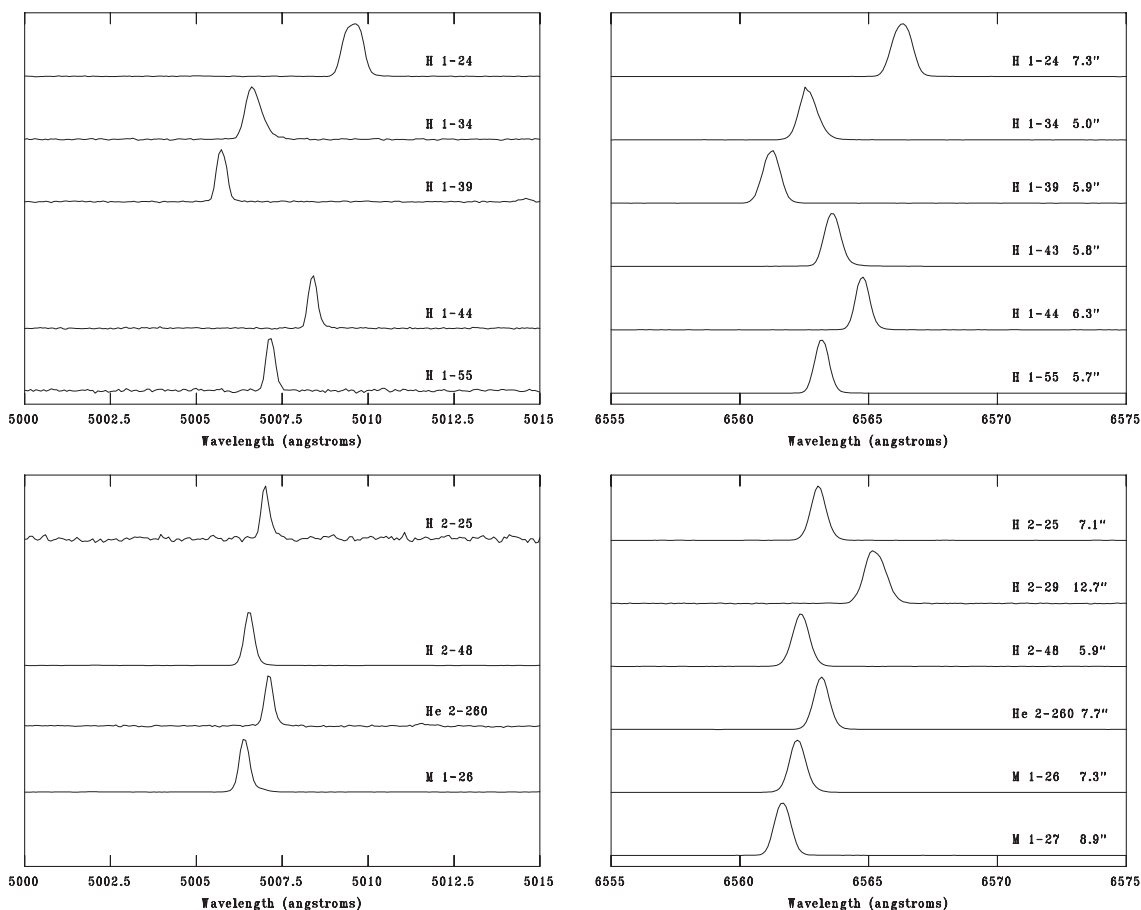 H 1-24
H 1-34
H 1-39
H 1-44
H 1-55
5000 5002.5 5005 5007.5 5010 5012.5 5015
Wavelength (angstroms)
H 1-24 7.3"
H 1-34 5.0"
H 1-39 5.9"
H 1-43 5.8"
H 1-44 6.3"
H 1-55 5.7"
6555 6560 6565 6570 6575
Wavelength (angstroms)
H 2-25
H 2-48
He 2-260
M 1-26
5000 5002.5 5005 5007.5 5010 5012.5 5015
Wavelength (angstroms)
H 2-25 7.1"
H 2-29 12.7"
H 2-48 5.9"
He 2-260 7.7"
M 1-26 7.3"
M 1-27 8.9"
6555 6560 6565 6570 6575
Wavelength (angstroms)